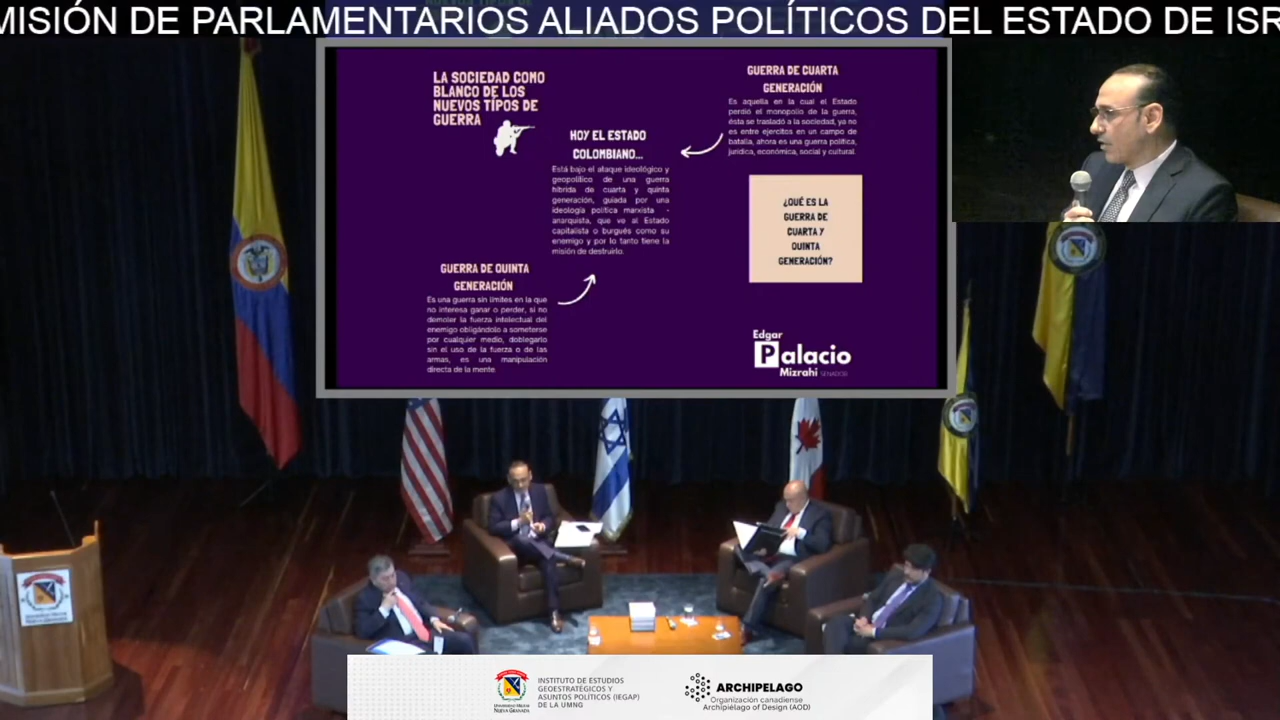 MISIÓN DE PARLAMENTARIOS ALIADOS POLÍTICOS DEL ESTADO DE ISR
LA SOCIEDAD COMO
BLANCO DE LOS
NUEVOS TIPOS DE
GUERRA
HOY EL ESTADO
COLOMBIANO...
Está bajo el ataque ideológico y
geopolítico de una guerra
híbrida de cuarta y quinta
generación, guiada por una
ideología política marxista -
anarquista, que ve al Estado
capitalista o burgués como su
enemigo y por lo tanto tiene la
misión de destruirlo.
GUERRA DE CUARTA
GENERACIÓN
Es aquella en la cual el Estado
perdió el monopolio de la guerra,
ésta se trasladó a la sociedad, ya no
es entre ejercitos en un campo de
batalla, ahora es una guerra política,
jurídica, económica, social y cultural.
¿QUÉ ES LA
GUERRA DE
CUARTA Y
QUINTA
GENERACIÓN?
GUERRA DE QUINTA
GENERACIÓN
Es una guerra sin límites en la que
no interesa ganar o perder, si no
demoler la fuerza intelectual del
enemigo obligándolo a someterse
por cualquier medio, doblegarlo
sin el uso de la fuerza o de las
armas, es una manipulación
directa de la mente.
Edgar
Palacio
Mizrahi SENADOR
UNIVERSIDAD MILITAR
NUEVA GRANADA
INSTITUTO DE ESTUDIOS
GEOESTRATÉGICOS Y
ASUNTOS POLÍTICOS (IEGAP)
DE LA UMNG
ARCHIPELAGO
Organización canadiense
Archipélago of Design (AOD)